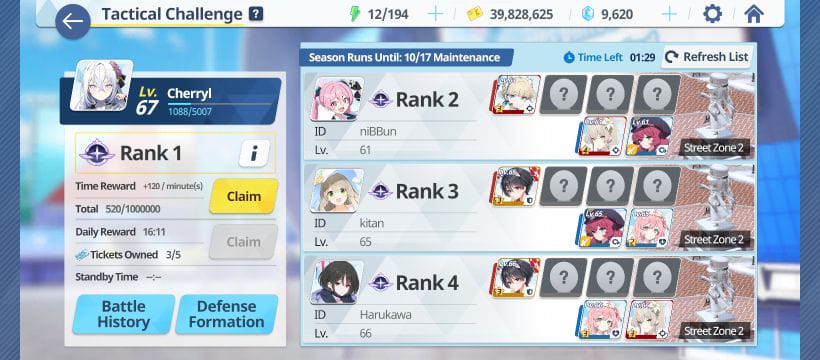 Tactical Challenge ?
12/194
39,828,625
9,620
Lv. 67
Cherryl
1088/5007
Rank 1
i
Time Reward +120 / minute(s)
Claim
Total 520/1000000
Daily Reward 16:11
Claim
Tickets Owned 3/5
Standby Time --:--
Battle History
Defense Formation
Season Runs Until: 10/17 Maintenance
Time Left 01:29
Refresh List
Rank 2
ID niBBun
Lv. 61
? ? ?
Street Zone 2
Rank 3
ID kitan
Lv. 65
? ? ?
Street Zone 2
Rank 4
ID Harukawa
Lv. 66
? ? ?
Street Zone 2